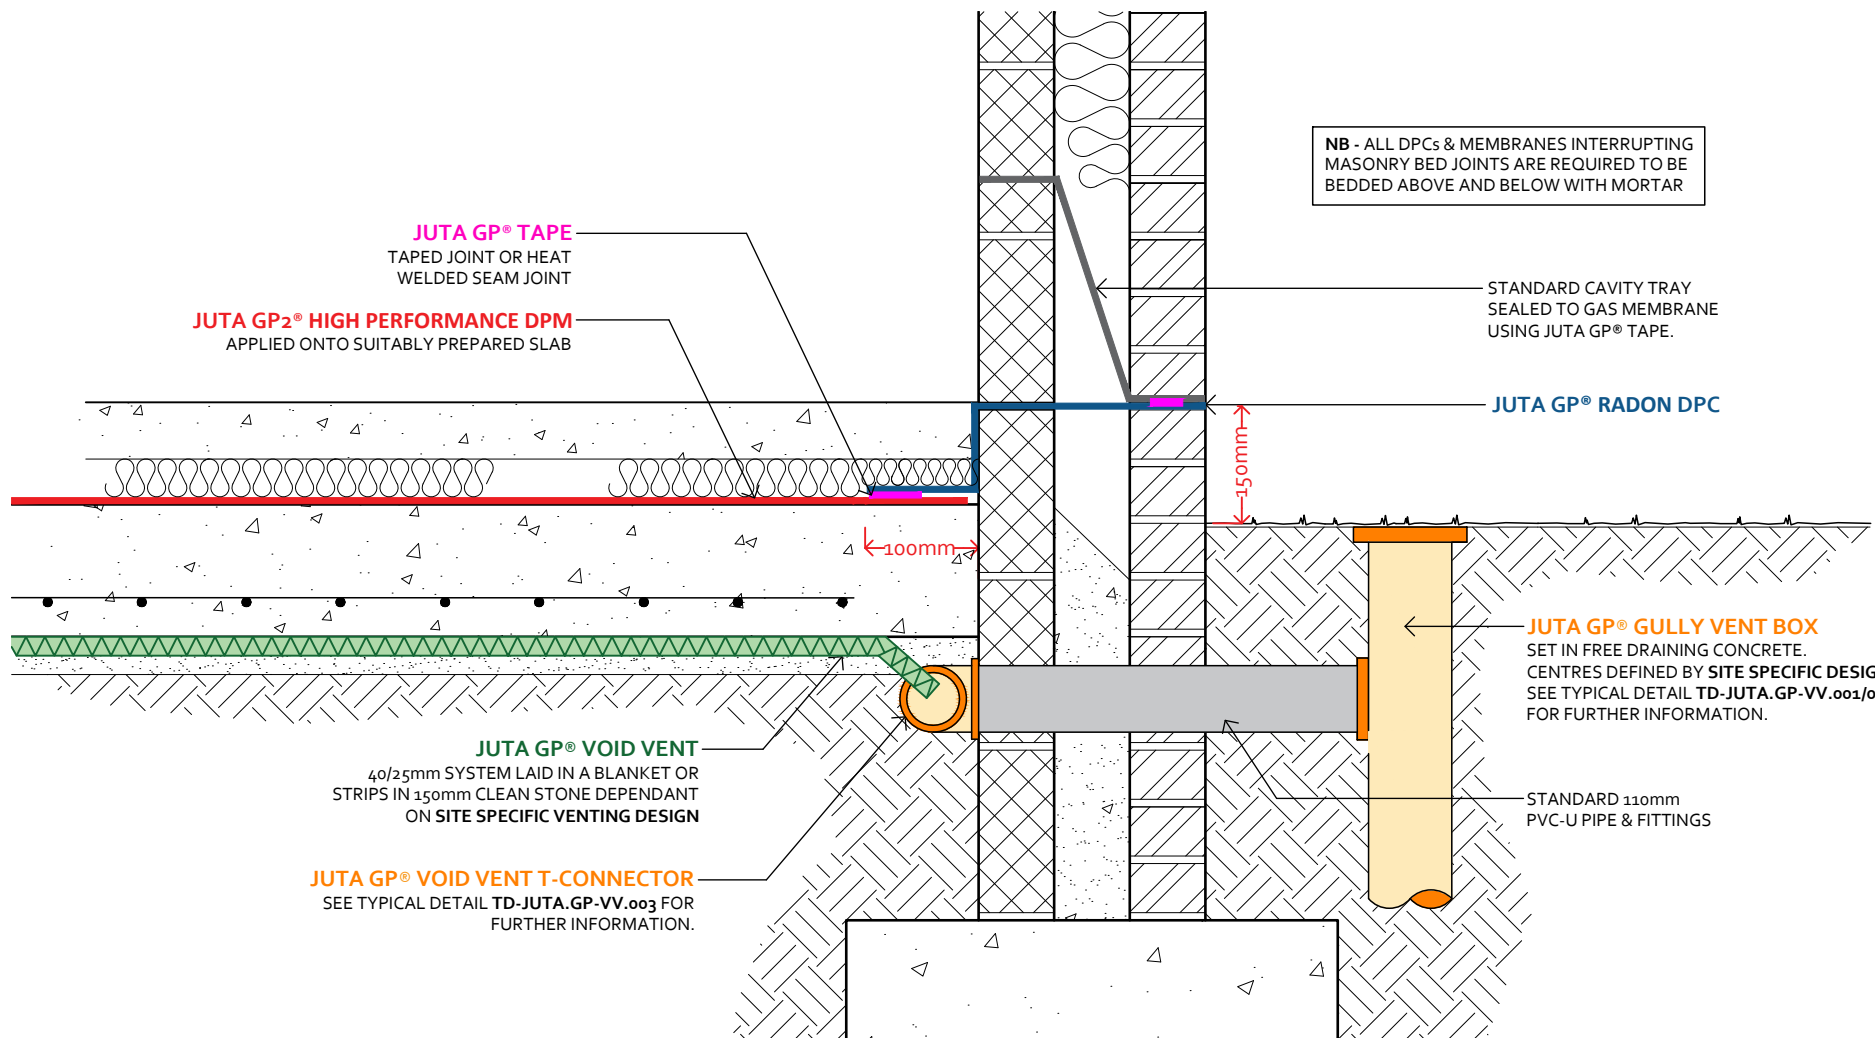 NB - ALL DPCs & MEMBRANES INTERRUPTING
MASONRY BED JOINTS ARE REQUIRED TO BE
BEDDED ABOVE AND BELOW WITH MORTAR
JUTA GP® TAPE
TAPED JOINT OR HEAT
WELDED SEAM JOINT
JUTA GP2® HIGH PERFORMANCE DPM
APPLIED ONTO SUITABLY PREPARED SLAB
STANDARD CAVITY TRAY
SEALED TO GAS MEMBRANE
USING JUTA GP® TAPE.
JUTA GP® RADON DPC
150mm
100mm
JUTA GP® GULLY VENT BOX
SET IN FREE DRAINING CONCRETE.
CENTRES DEFINED BY SITE SPECIFIC DESIG
SEE TYPICAL DETAIL TD-JUTA.GP-VV.001/0
FOR FURTHER INFORMATION.
JUTA GP® VOID VENT
40/25mm SYSTEM LAID IN A BLANKET OR
STRIPS IN 150mm CLEAN STONE DEPENDANT
ON SITE SPECIFIC VENTING DESIGN
STANDARD 110mm
PVC-U PIPE & FITTINGS
JUTA GP® VOID VENT T-CONNECTOR
SEE TYPICAL DETAIL TD-JUTA.GP-VV.003 FOR
FURTHER INFORMATION.